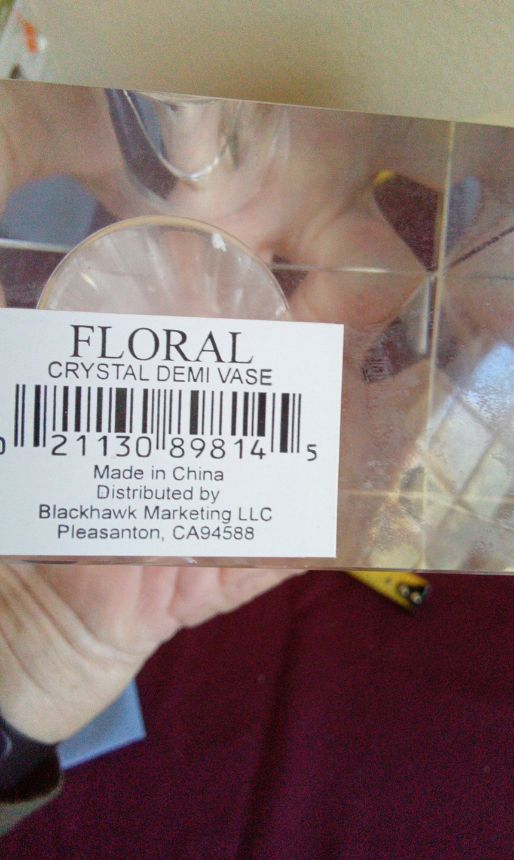 FLORAL
CRYSTAL DEMI VASE
0 21130 89814 5
Made in China
Distributed by
Blackhawk Marketing LLC
Pleasanton, CA94588